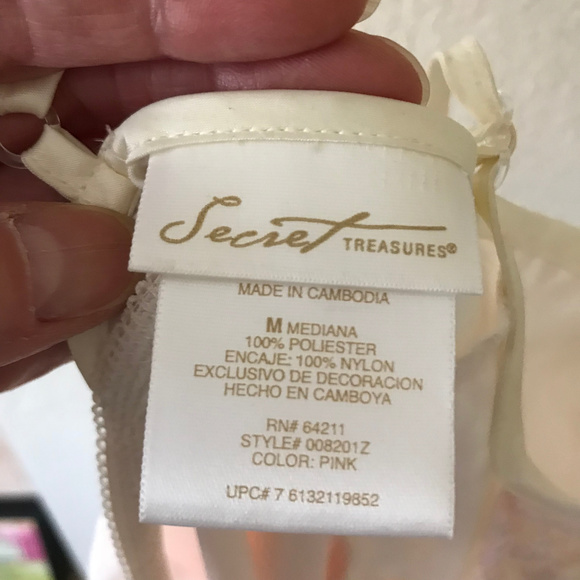 Secret TREASURES®
MADE IN CAMBODIA
M MEDIANA
100% POLIESTER
ENCAJE: 100% NYLON
EXCLUSIVO DE DECORACION
HECHO EN CAMBOYA
RN# 64211
STYLE# 008201Z
COLOR: PINK
UPC# 7 6132119852